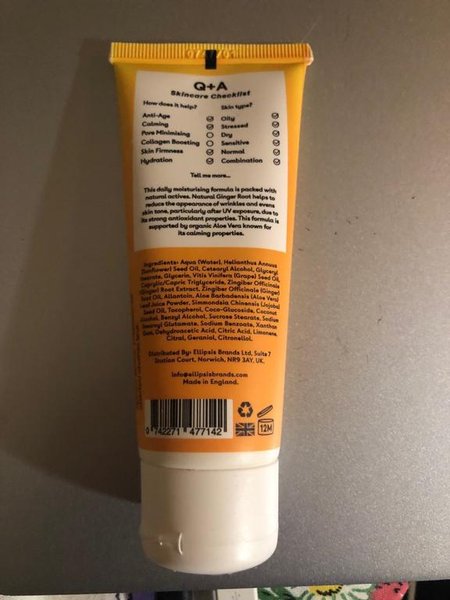 Q+A
Skincare Checklist
How does it help? Skin type?
Anti-Age Oily
Calming Stressed
Pore Minimising Dry
Collagen Boosting Sensitive
Skin Firmness Normal
Hydration Combination
Tell me more...
This daily moisturising formula is packed with
natural actives. Natural Ginger Root helps to
reduce the appearance of wrinkles and evens
skin tone, particularly after UV exposure, due to
its strong antioxidant properties. This formula is
supported by organic Aloe Vera known for
its calming properties.
Ingredients: Aqua (Water), Helianthus Annuus
(Sunflower) Seed Oil, Cetearyl Alcohol, Glyceryl
Stearate, Glycerin, Vitis Vinifera (Grape) Seed Oil,
Caprylic/Capric Triglyceride, Zingiber Officinale
(Ginger) Root Extract, Zingiber Officinale (Ginger)
Root Oil, Allantoin, Aloe Barbadensis (Aloe Vera)
Leaf Juice Powder, Simmondsia Chinensis (Jojoba)
Seed Oil, Tocopherol, Coco-Glucoside, Coconut
Alcohol, Benzyl Alcohol, Sucrose Stearate, Sodium
Stearoyl Glutamate, Sodium Benzoate, Xanthan
Gum, Dehydroacetic Acid, Citric Acid, Limonene,
Citral, Geraniol, Citronellol.
Distributed By: Ellipsis Brands Ltd, Suite 7
Station Court, Norwich, NR9 3AY, UK.
info@ellipsisbrands.com
Made in England.
0 742271 477142
12M